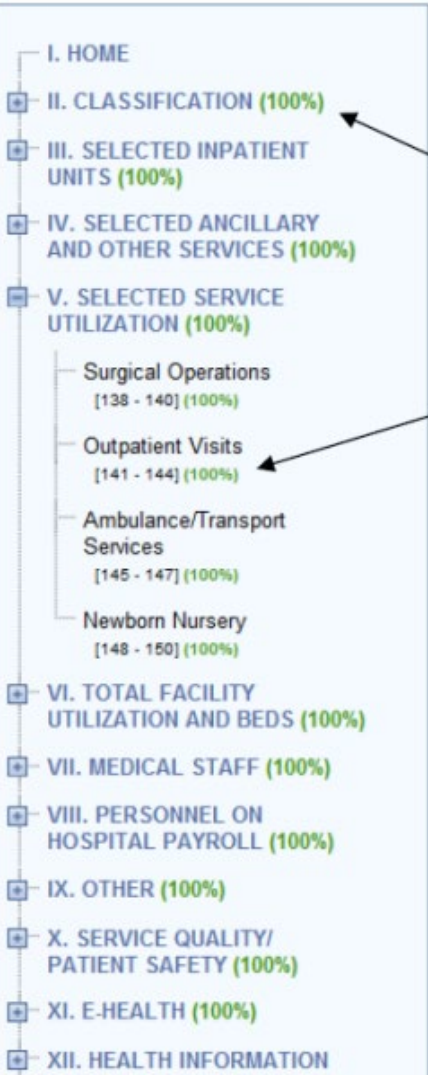 I. HOME
II. CLASSIFICATION (100%)
III. SELECTED INPATIENT
UNITS (100%)
IV. SELECTED ANCILLARY
AND OTHER SERVICES (100%)
V. SELECTED SERVICE
UTILIZATION (100%)
Surgical Operations
[138 - 140] (100%)
Outpatient Visits
[141 - 144] (100%)
Ambulance/Transport
Services
[145 - 147] (100%)
Newborn Nursery
[148 - 150] (100%)
VI. TOTAL FACILITY
UTILIZATION AND BEDS (100%)
VII. MEDICAL STAFF (100%)
VIII. PERSONNEL ON
HOSPITAL PAYROLL (100%)
IX. OTHER (100%)
X. SERVICE QUALITY/
PATIENT SAFETY (100%)
XI. E-HEALTH (100%)
XII. HEALTH INFORMATION